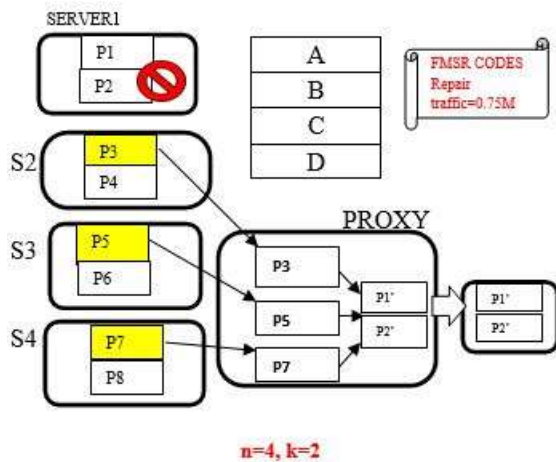 SERVER1
P1
P2
A
B
C
D
FMSR CODES
Repair
traffic=0.75M
S2
P3
P4
S3
P5
P6
S4
P7
P8
PROXY
P3
P5
P7
P1'
P2'
P1'
P2'
n=4, k=2